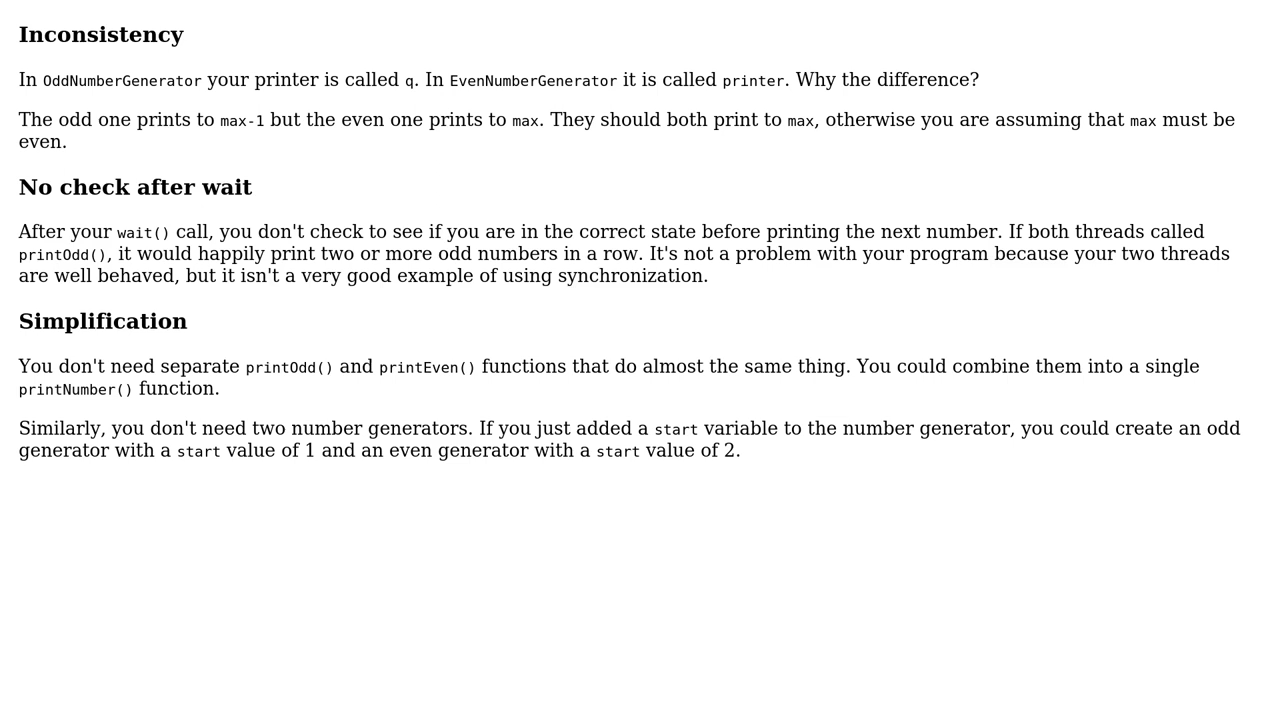 Inconsistency
In OddNumberGenerator your printer is called q. In EvenNumberGenerator it is called printer. Why the difference?
The odd one prints to max-1 but the even one prints to max. They should both print to max, otherwise you are assuming that max must be
even.
No check after wait
After your wait() call, you don't check to see if you are in the correct state before printing the next number. If both threads called
printOdd(), it would happily print two or more odd numbers in a row. It's not a problem with your program because your two threads
are well behaved, but it isn't a very good example of using synchronization.
Simplification
You don't need separate printOdd() and printEven() functions that do almost the same thing. You could combine them into a single
printNumber() function.
Similarly, you don't need two number generators. If you just added a start variable to the number generator, you could create an odd
generator with a start value of 1 and an even generator with a start value of 2.